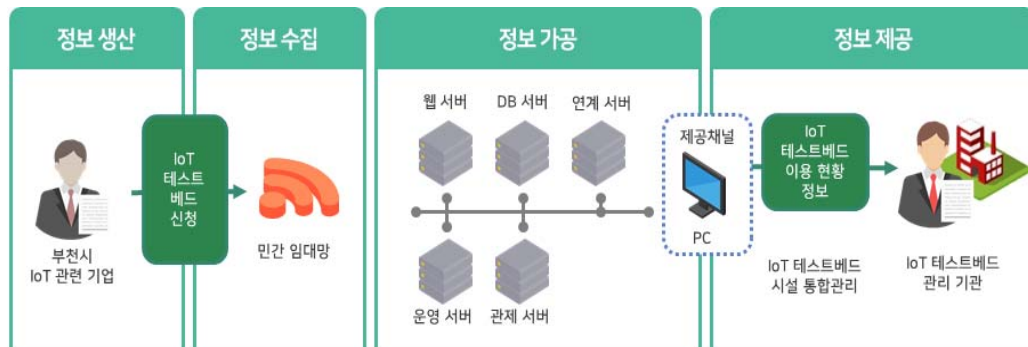 정보 생산
정보 수집
정보 가공
정보 제공
부천시
IoT 관련 기업
IoT
테스트
베드
신청
민간 임대망
웹 서버
DB 서버
연계 서버
운영 서버
관제 서버
제공채널
PC
IoT
테스트베드
이용 현황
정보
IoT 테스트베드
시설 통합관리
IoT 테스트베드
관리 기관